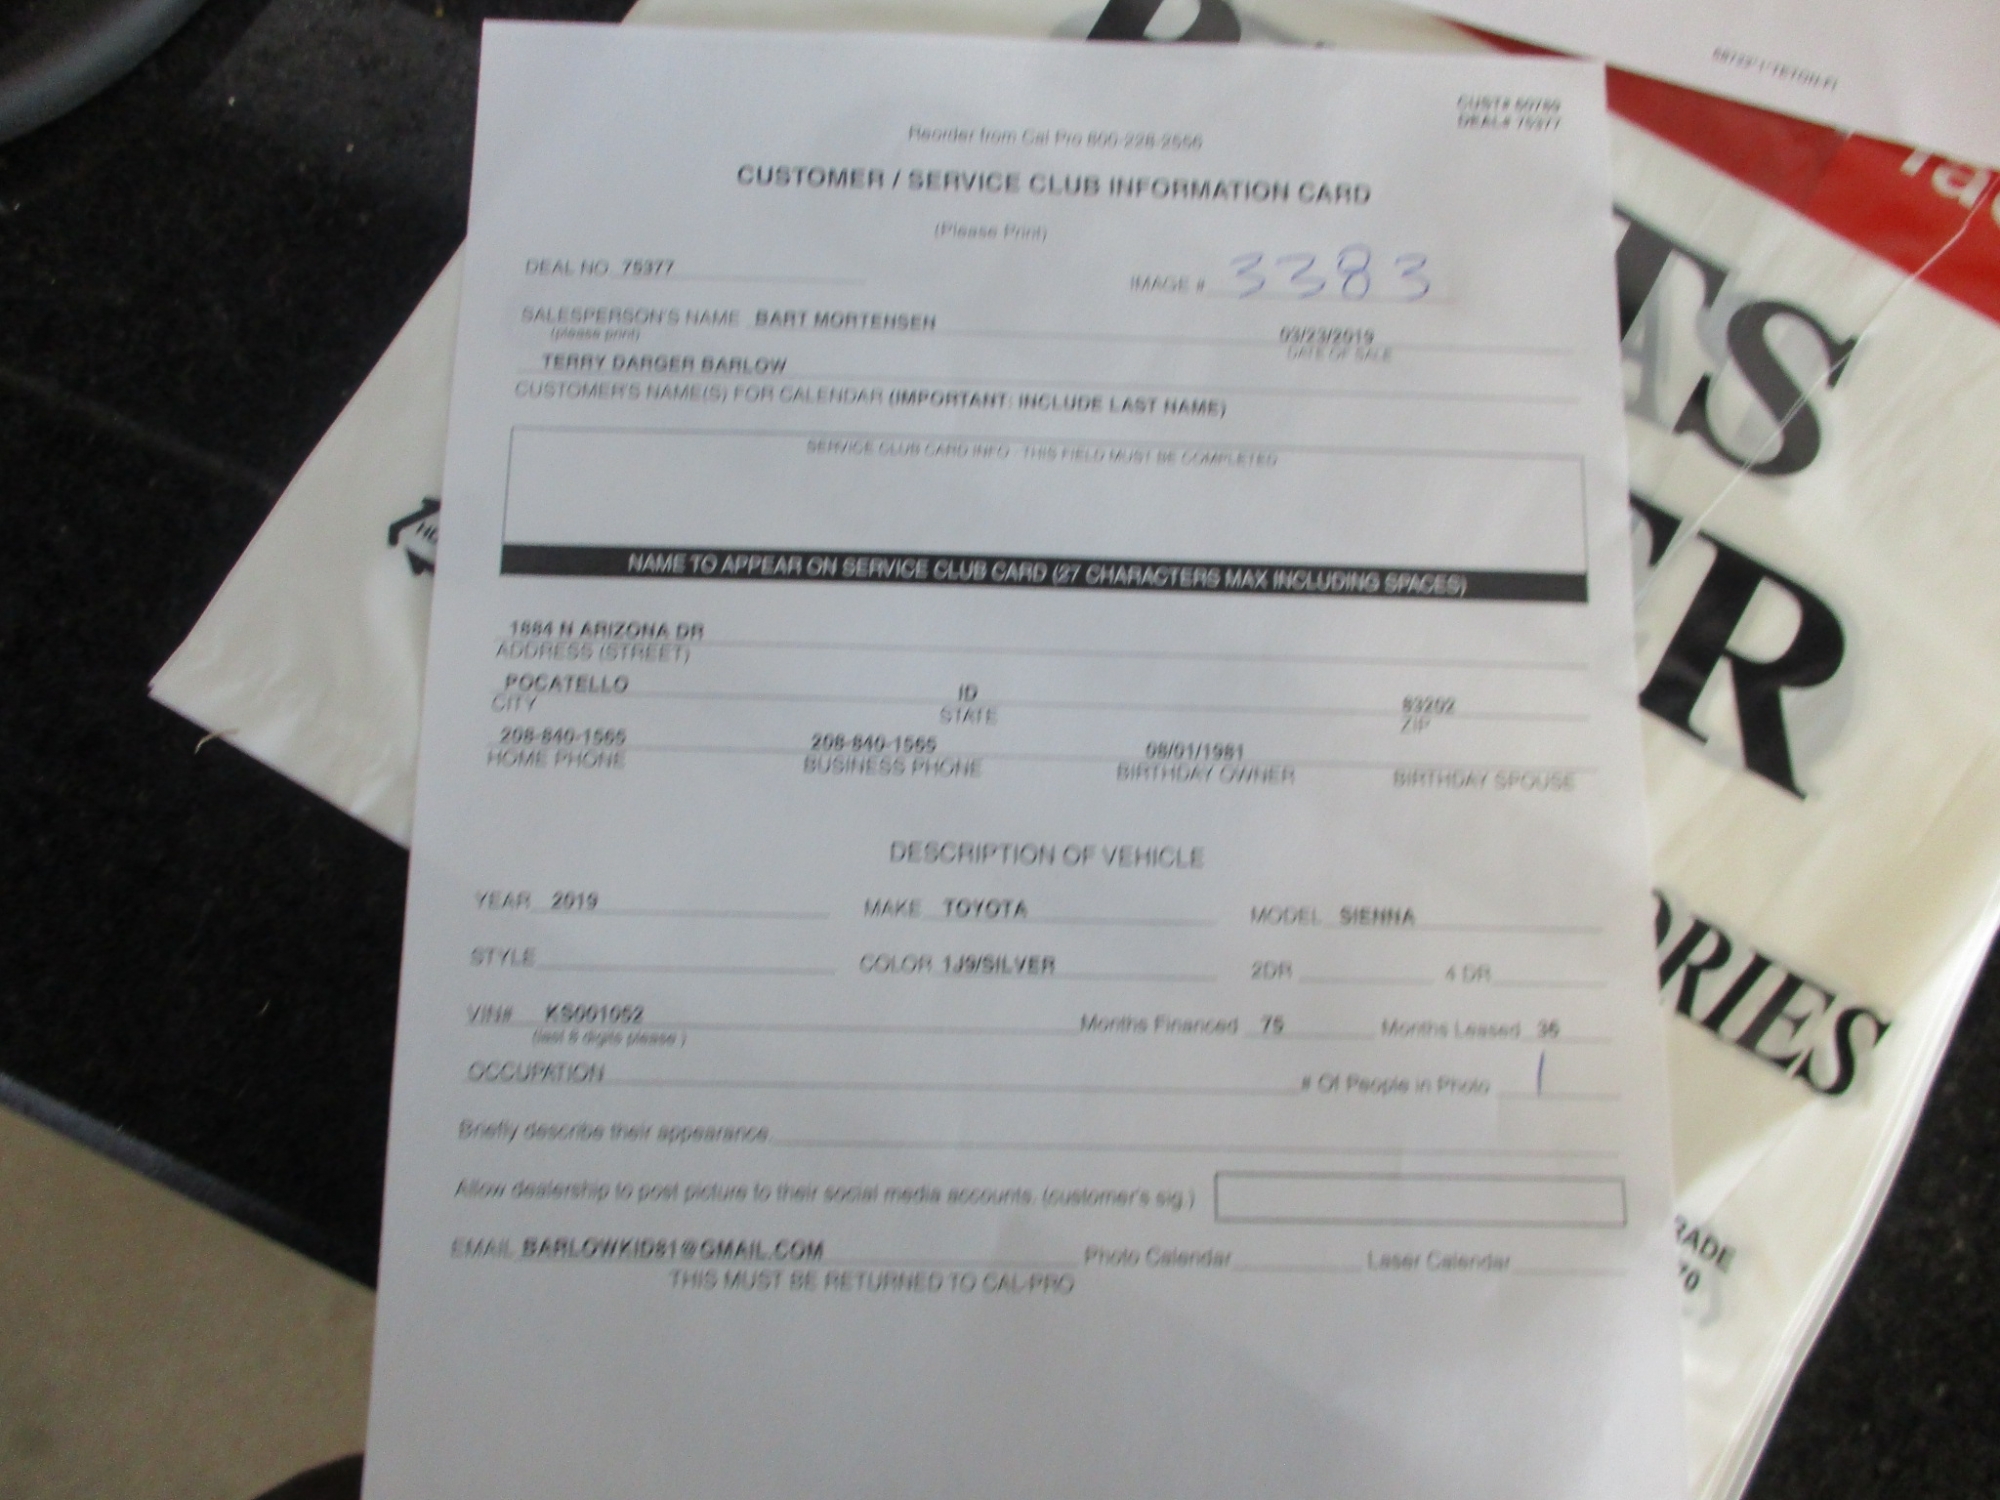 CUST# 60760
DEAL# 75377
Reorder from Cal Pro 800-228-2556
CUSTOMER / SERVICE CLUB INFORMATION CARD
(Please Print)
DEAL NO. 75377 IMAGE # 3383
SALESPERSON'S NAME BART MORTENSEN 03/23/2019
(please print) DATE OF SALE
TERRY DARGER BARLOW
CUSTOMER'S NAME(S) FOR CALENDAR (IMPORTANT: INCLUDE LAST NAME)
SERVICE CLUB CARD INFO - THIS FIELD MUST BE COMPLETED
NAME TO APPEAR ON SERVICE CLUB CARD (27 CHARACTERS MAX INCLUDING SPACES)
1884 N ARIZONA DR
ADDRESS (STREET)
POCATELLO ID 83202
CITY STATE ZIP
208-840-1565 208-840-1565 08/01/1981
HOME PHONE BUSINESS PHONE BIRTHDAY OWNER BIRTHDAY SPOUSE
DESCRIPTION OF VEHICLE
YEAR 2019 MAKE TOYOTA MODEL SIENNA
STYLE COLOR 1J9/SILVER 2DR 4 DR
VIN# KS001052 Months Financed 75 Months Leased 36
(last 8 digits please)
OCCUPATION # Of People in Photo 1
Briefly describe their appearance
Allow dealership to post picture to their social media accounts. (customer's sig.)
EMAIL BARLOWKID81@GMAIL.COM Photo Calendar Laser Calendar
THIS MUST BE RETURNED TO CAL-PRO